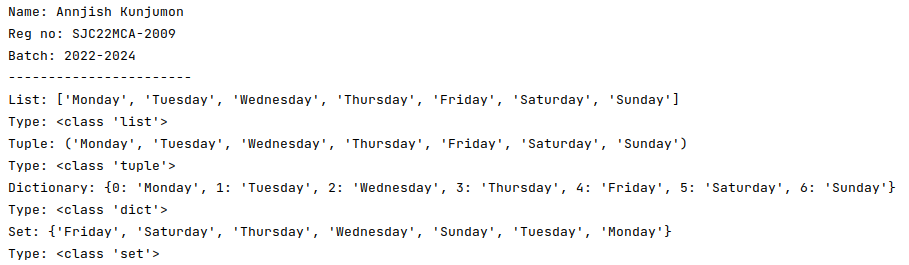 Name: Annjish Kunjumon
Reg no: SJC22MCA-2009
Batch: 2022-2024
-----------------------
List: ['Monday', 'Tuesday', 'Wednesday', 'Thursday', 'Friday', 'Saturday', 'Sunday']
Type: <class 'list'>
Tuple: ('Monday', 'Tuesday', 'Wednesday', 'Thursday', 'Friday', 'Saturday', 'Sunday')
Type: <class 'tuple'>
Dictionary: {0: 'Monday', 1: 'Tuesday', 2: 'Wednesday', 3: 'Thursday', 4: 'Friday', 5: 'Saturday', 6: 'Sunday'}
Type: <class 'dict'>
Set: {'Friday', 'Saturday', 'Thursday', 'Wednesday', 'Sunday', 'Tuesday', 'Monday'}
Type: <class 'set'>